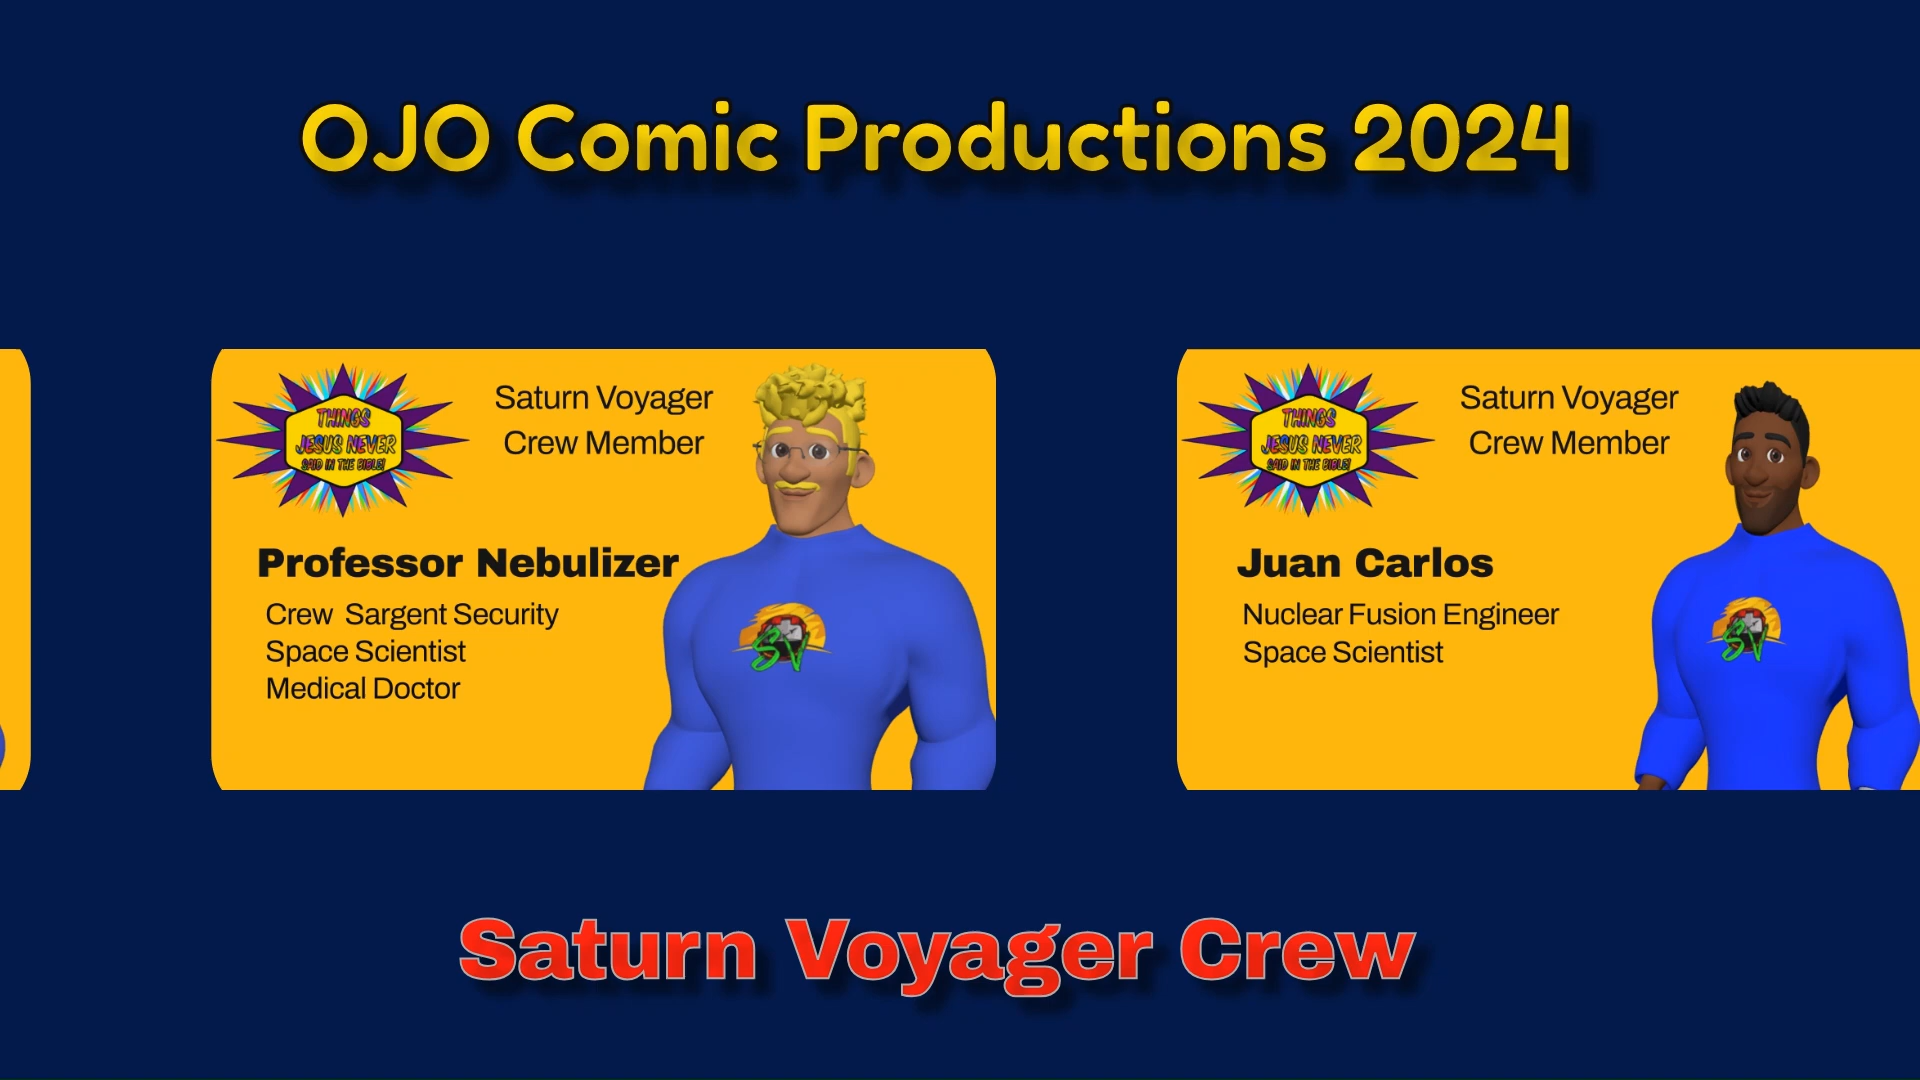 OJO Comic Productions 2024
THINGS
JESUS NEVER
SAID IN THE BIBLE!
Saturn Voyager
Crew Member
Professor Nebulizer
Crew Sargent Security
Space Scientist
Medical Doctor
SV
THINGS
JESUS NEVER
SAID IN THE BIBLE!
Saturn Voyager
Crew Member
Juan Carlos
Nuclear Fusion Engineer
Space Scientist
SV
Saturn Voyager Crew